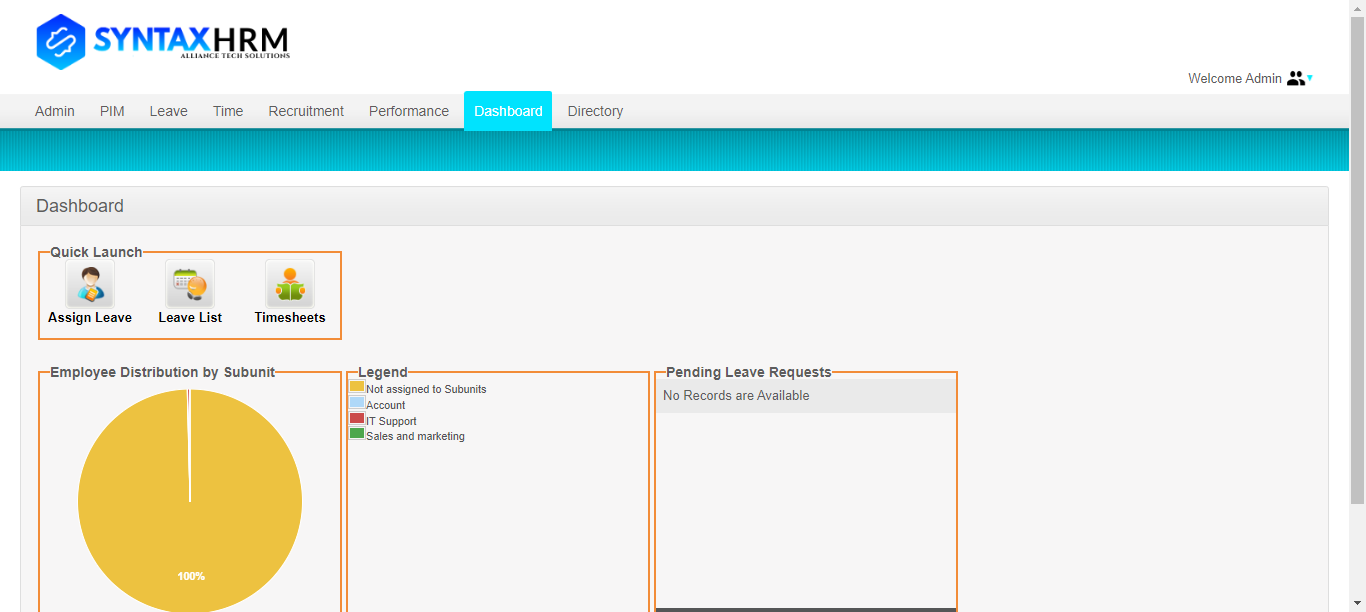 SYNTAXHRM
ALLIANCE TECH SOLUTIONS
Welcome Admin
Admin PIM Leave Time Recruitment Performance Dashboard Directory
Dashboard
Quick Launch
Assign Leave Leave List Timesheets
Employee Distribution by Subunit
100%
Legend
Not assigned to Subunits
Account
IT Support
Sales and marketing
Pending Leave Requests
No Records are Available